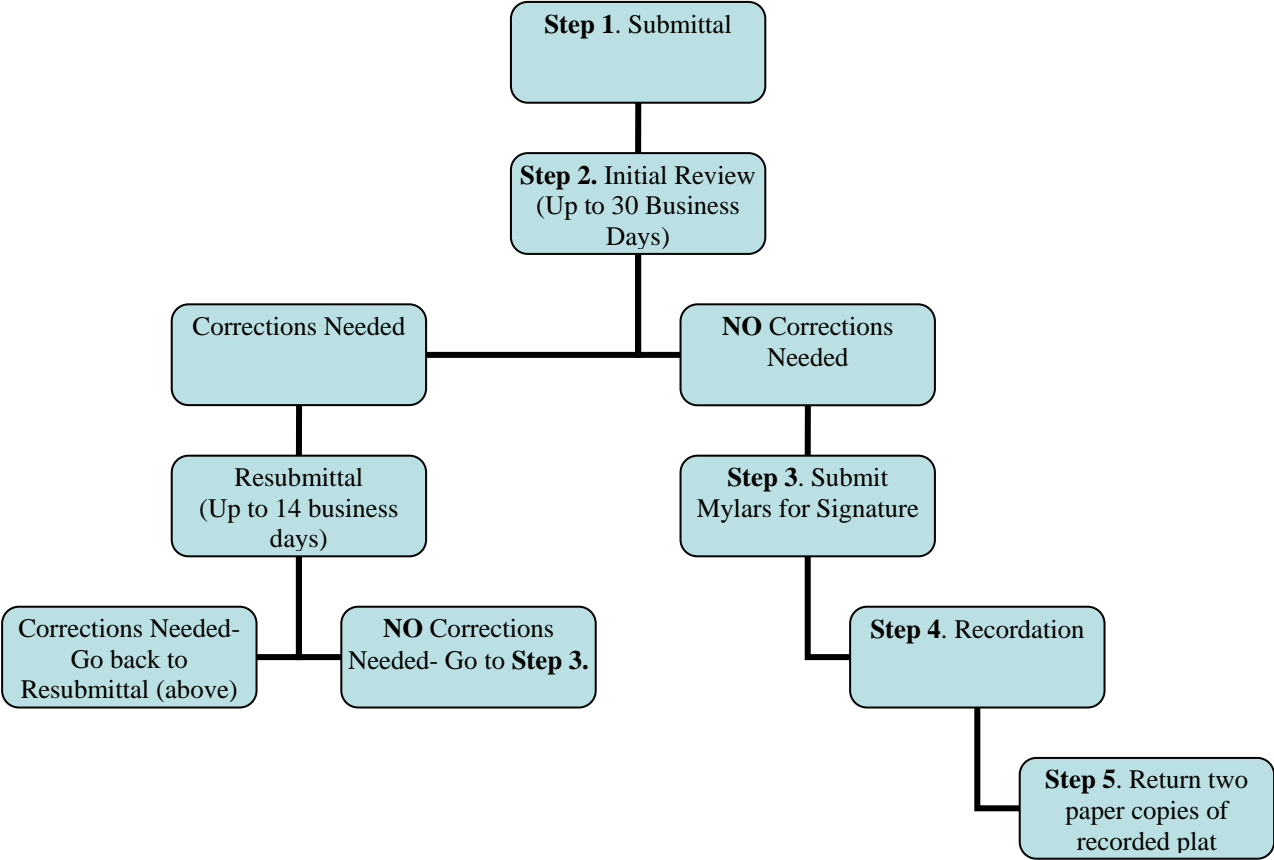 Step 1. Submittal
Step 2. Initial Review
(Up to 30 Business
Days)
Corrections Needed
NO Corrections
Needed
Resubmittal
(Up to 14 business
days)
Step 3. Submit
Mylars for Signature
Corrections Needed-
Go back to
Resubmittal (above)
NO Corrections
Needed- Go to Step 3.
Step 4. Recordation
Step 5. Return two
paper copies of
recorded plat